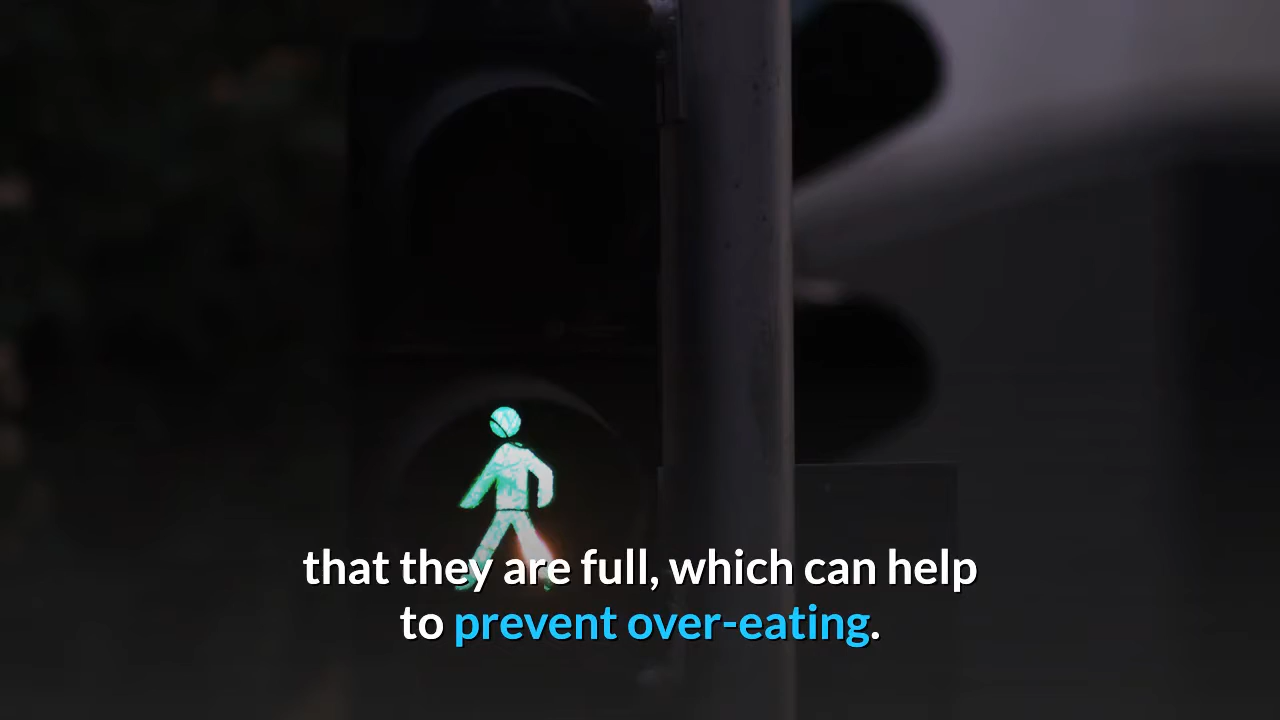 that they are full, which can help
to prevent over-eating.